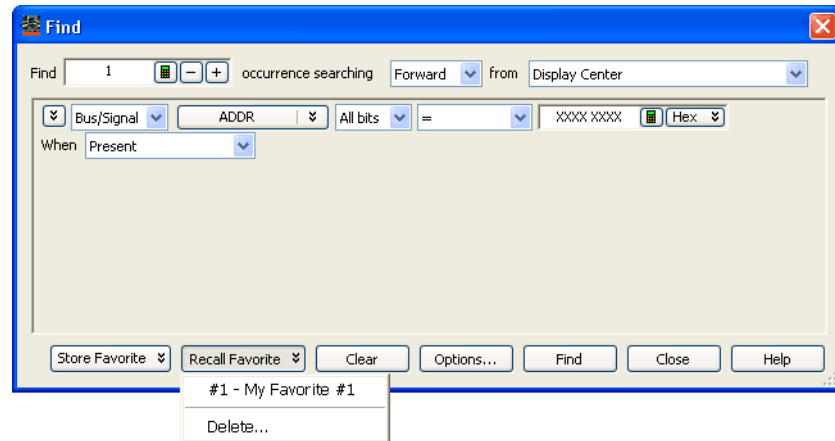 Find
Find 1 − + occurrence searching Forward from Display Center
Bus/Signal ADDR All bits = XXXX XXXX Hex
When Present
Store Favorite Recall Favorite Clear Options... Find Close Help
#1 - My Favorite #1
Delete...